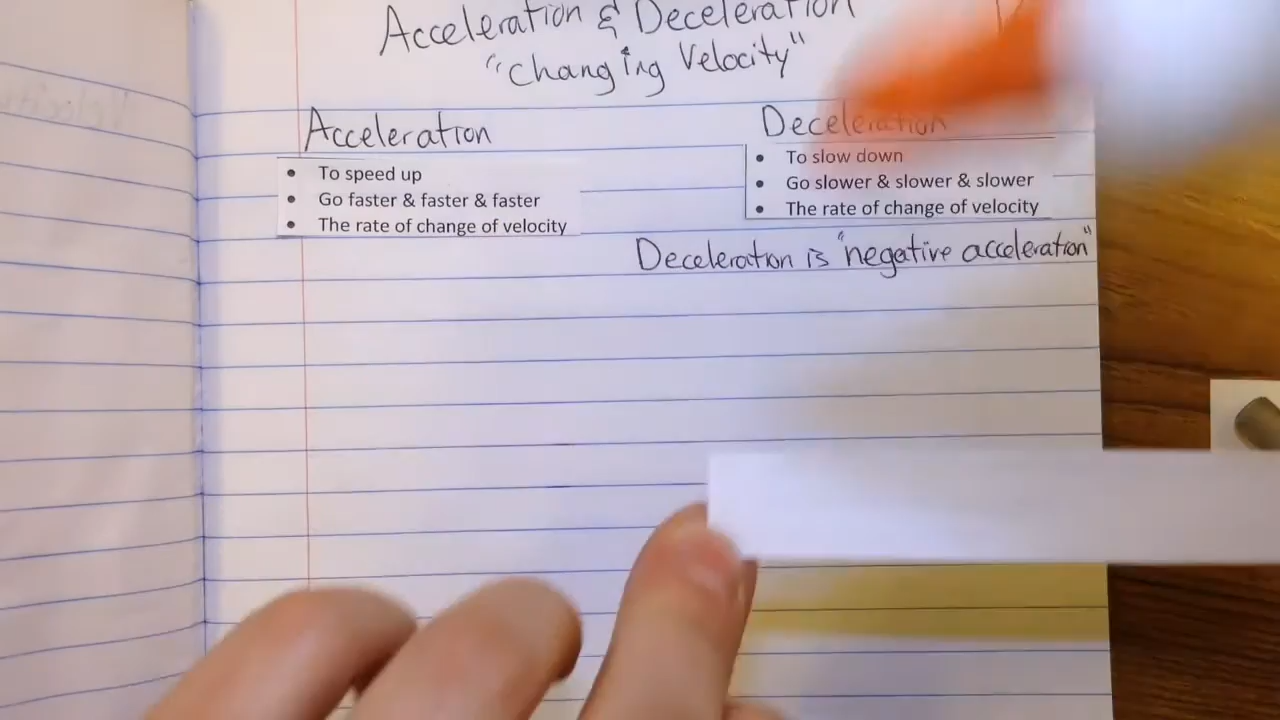 Acceleration & Deceleration
"Changing Velocity"
Acceleration
• To speed up
• Go faster & faster & faster
• The rate of change of velocity
Deceleration
• To slow down
• Go slower & slower & slower
• The rate of change of velocity
Deceleration is "negative acceleration"